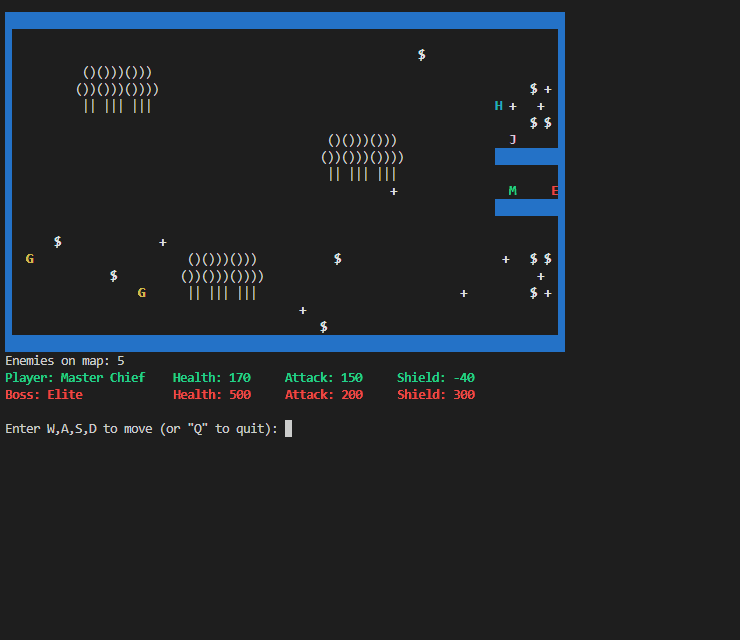 $
()()))()))
())()))()))) $ +
|| ||| ||| H + +
$ $
()()))())) J
())()))())))
|| ||| |||
+ M E
$ +
G ()()))())) $ + $ $
$ ())()))()))) +
G || ||| ||| + $ +
+
$
Enemies on map: 5
Player: Master Chief Health: 170 Attack: 150 Shield: -40
Boss: Elite Health: 500 Attack: 200 Shield: 300
Enter W,A,S,D to move (or "Q" to quit):